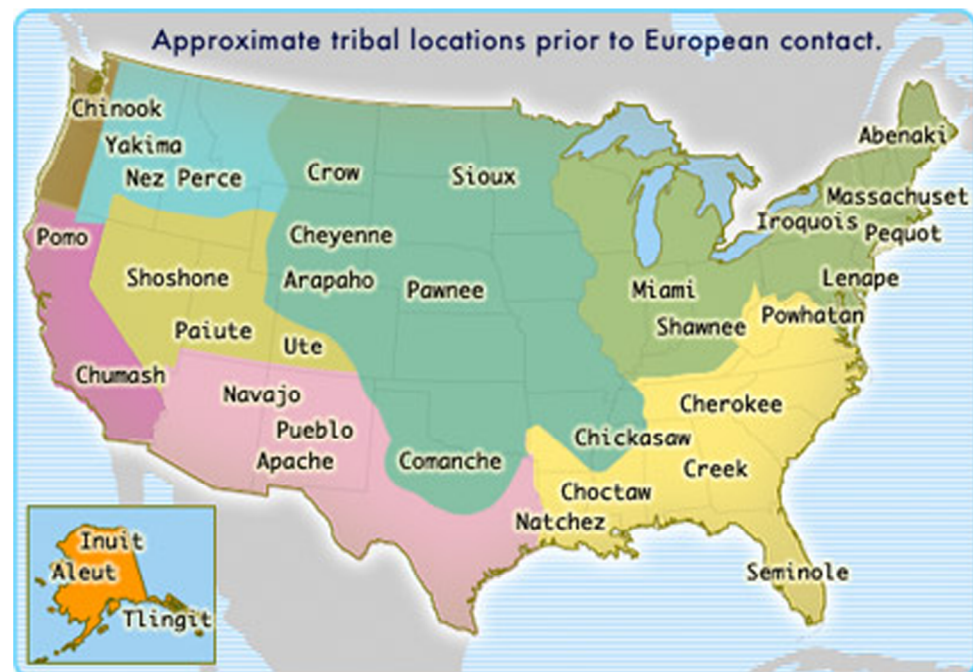 Approximate tribal locations prior to European contact.
Chinook
Abenaki
Yakima
Crow
Sioux
Nez Perce
Massachuset
Iroquois
Pequot
Pomo
Cheyenne
Shoshone
Arapaho
Pawnee
Miami
Lenape
Powhatan
Shawnee
Paiute
Ute
Chumash
Navajo
Cherokee
Pueblo
Chickasaw
Apache
Comanche
Creek
Choctaw
Natchez
Inuit
Aleut
Seminole
Tlingit